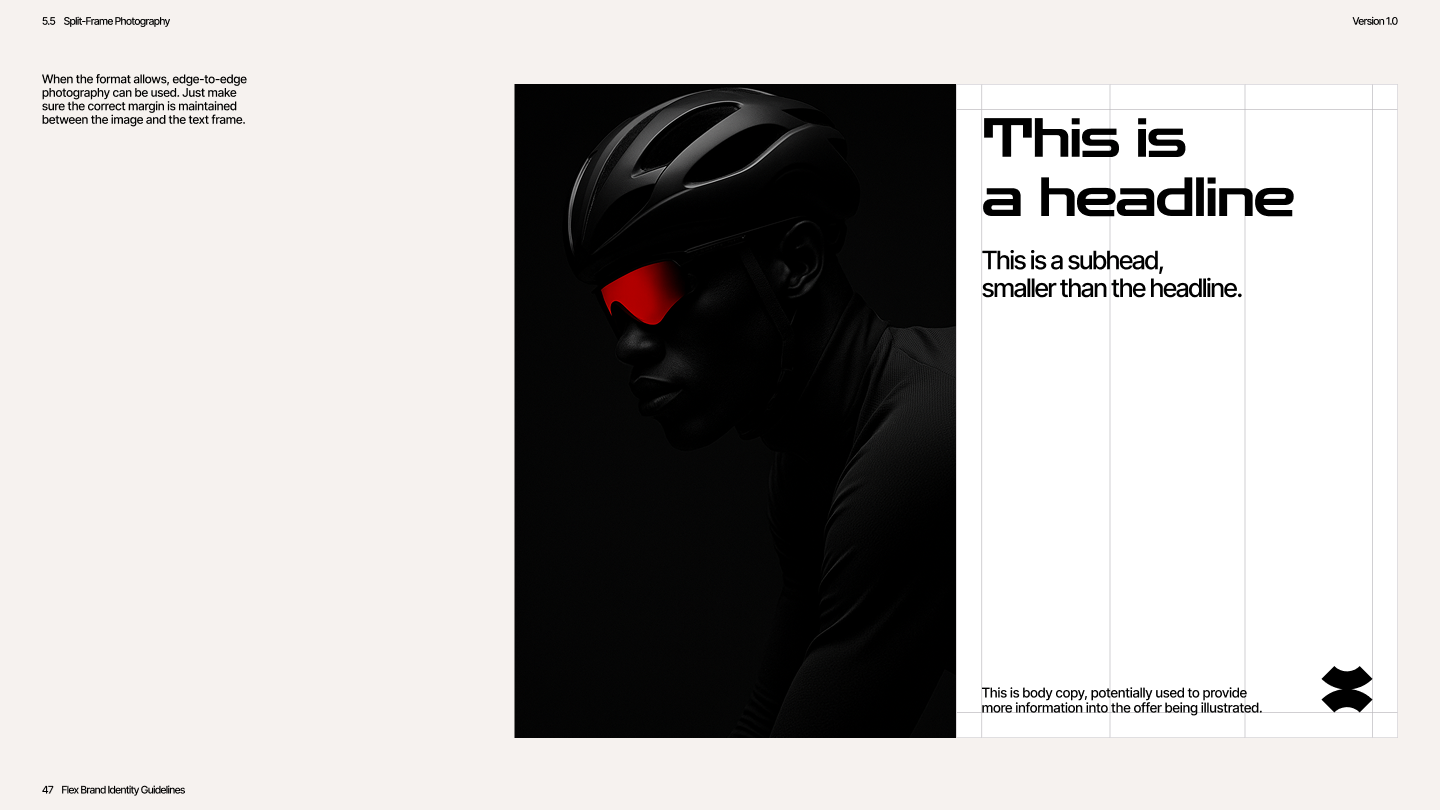 5.5 Split-Frame Photography
Version 1.0
When the format allows, edge-to-edge
photography can be used. Just make
sure the correct margin is maintained
between the image and the text frame.
This is
a headline
This is a subhead,
smaller than the headline.
This is body copy, potentially used to provide
more information into the offer being illustrated.
47 Flex Brand Identity Guidelines